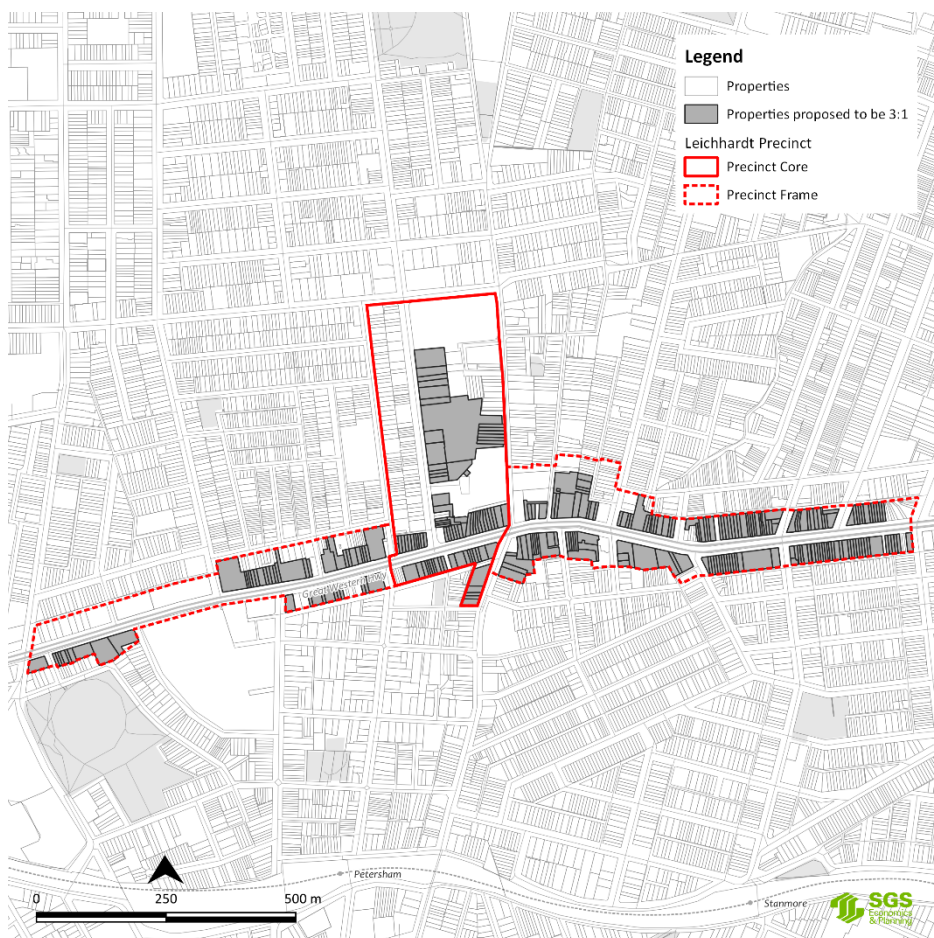 Legend
Properties
Properties proposed to be 3:1
Leichhardt Precinct
Precinct Core
Precinct Frame
Great Western Hwy
Petersham
Stanmore
0 250 500 m
SGS
Economics
& Planning